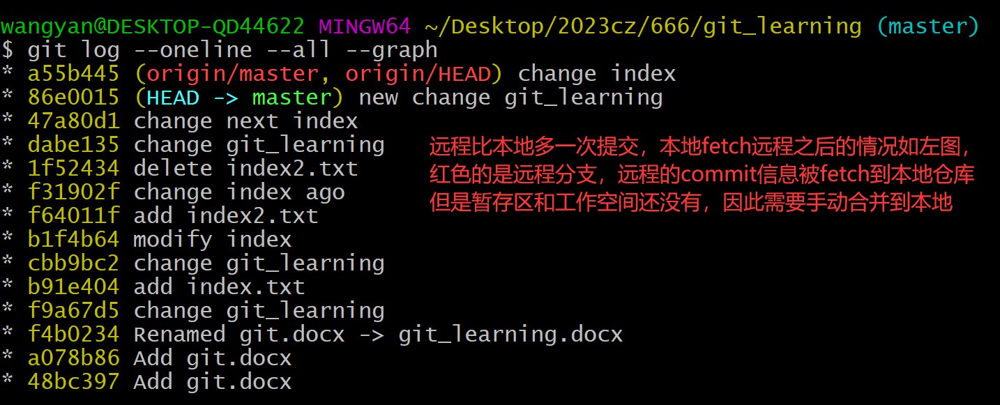 wangyan@DESKTOP-QD44622 MINGW64 ~/Desktop/2023cz/666/git_learning (master)
$ git log --oneline --all --graph
* a55b445 (origin/master, origin/HEAD) change index
* 86e0015 (HEAD -> master) new change git_learning
* 47a80d1 change next index
* dabe135 change git_learning
* 1f52434 delete index2.txt
* f31902f change index ago
* f64011f add index2.txt
* b1f4b64 modify index
* cbb9bc2 change git_learning
* b91e404 add index.txt
* f9a67d5 change git_learning
* f4b0234 Renamed git.docx -> git_learning.docx
* a078b86 Add git.docx
* 48bc397 Add git.docx
远程比本地多一次提交，本地fetch远程之后的情况如左图，
红色的是远程分支，远程的commit信息被fetch到本地仓库
但是暂存区和工作空间还没有，因此需要手动合并到本地